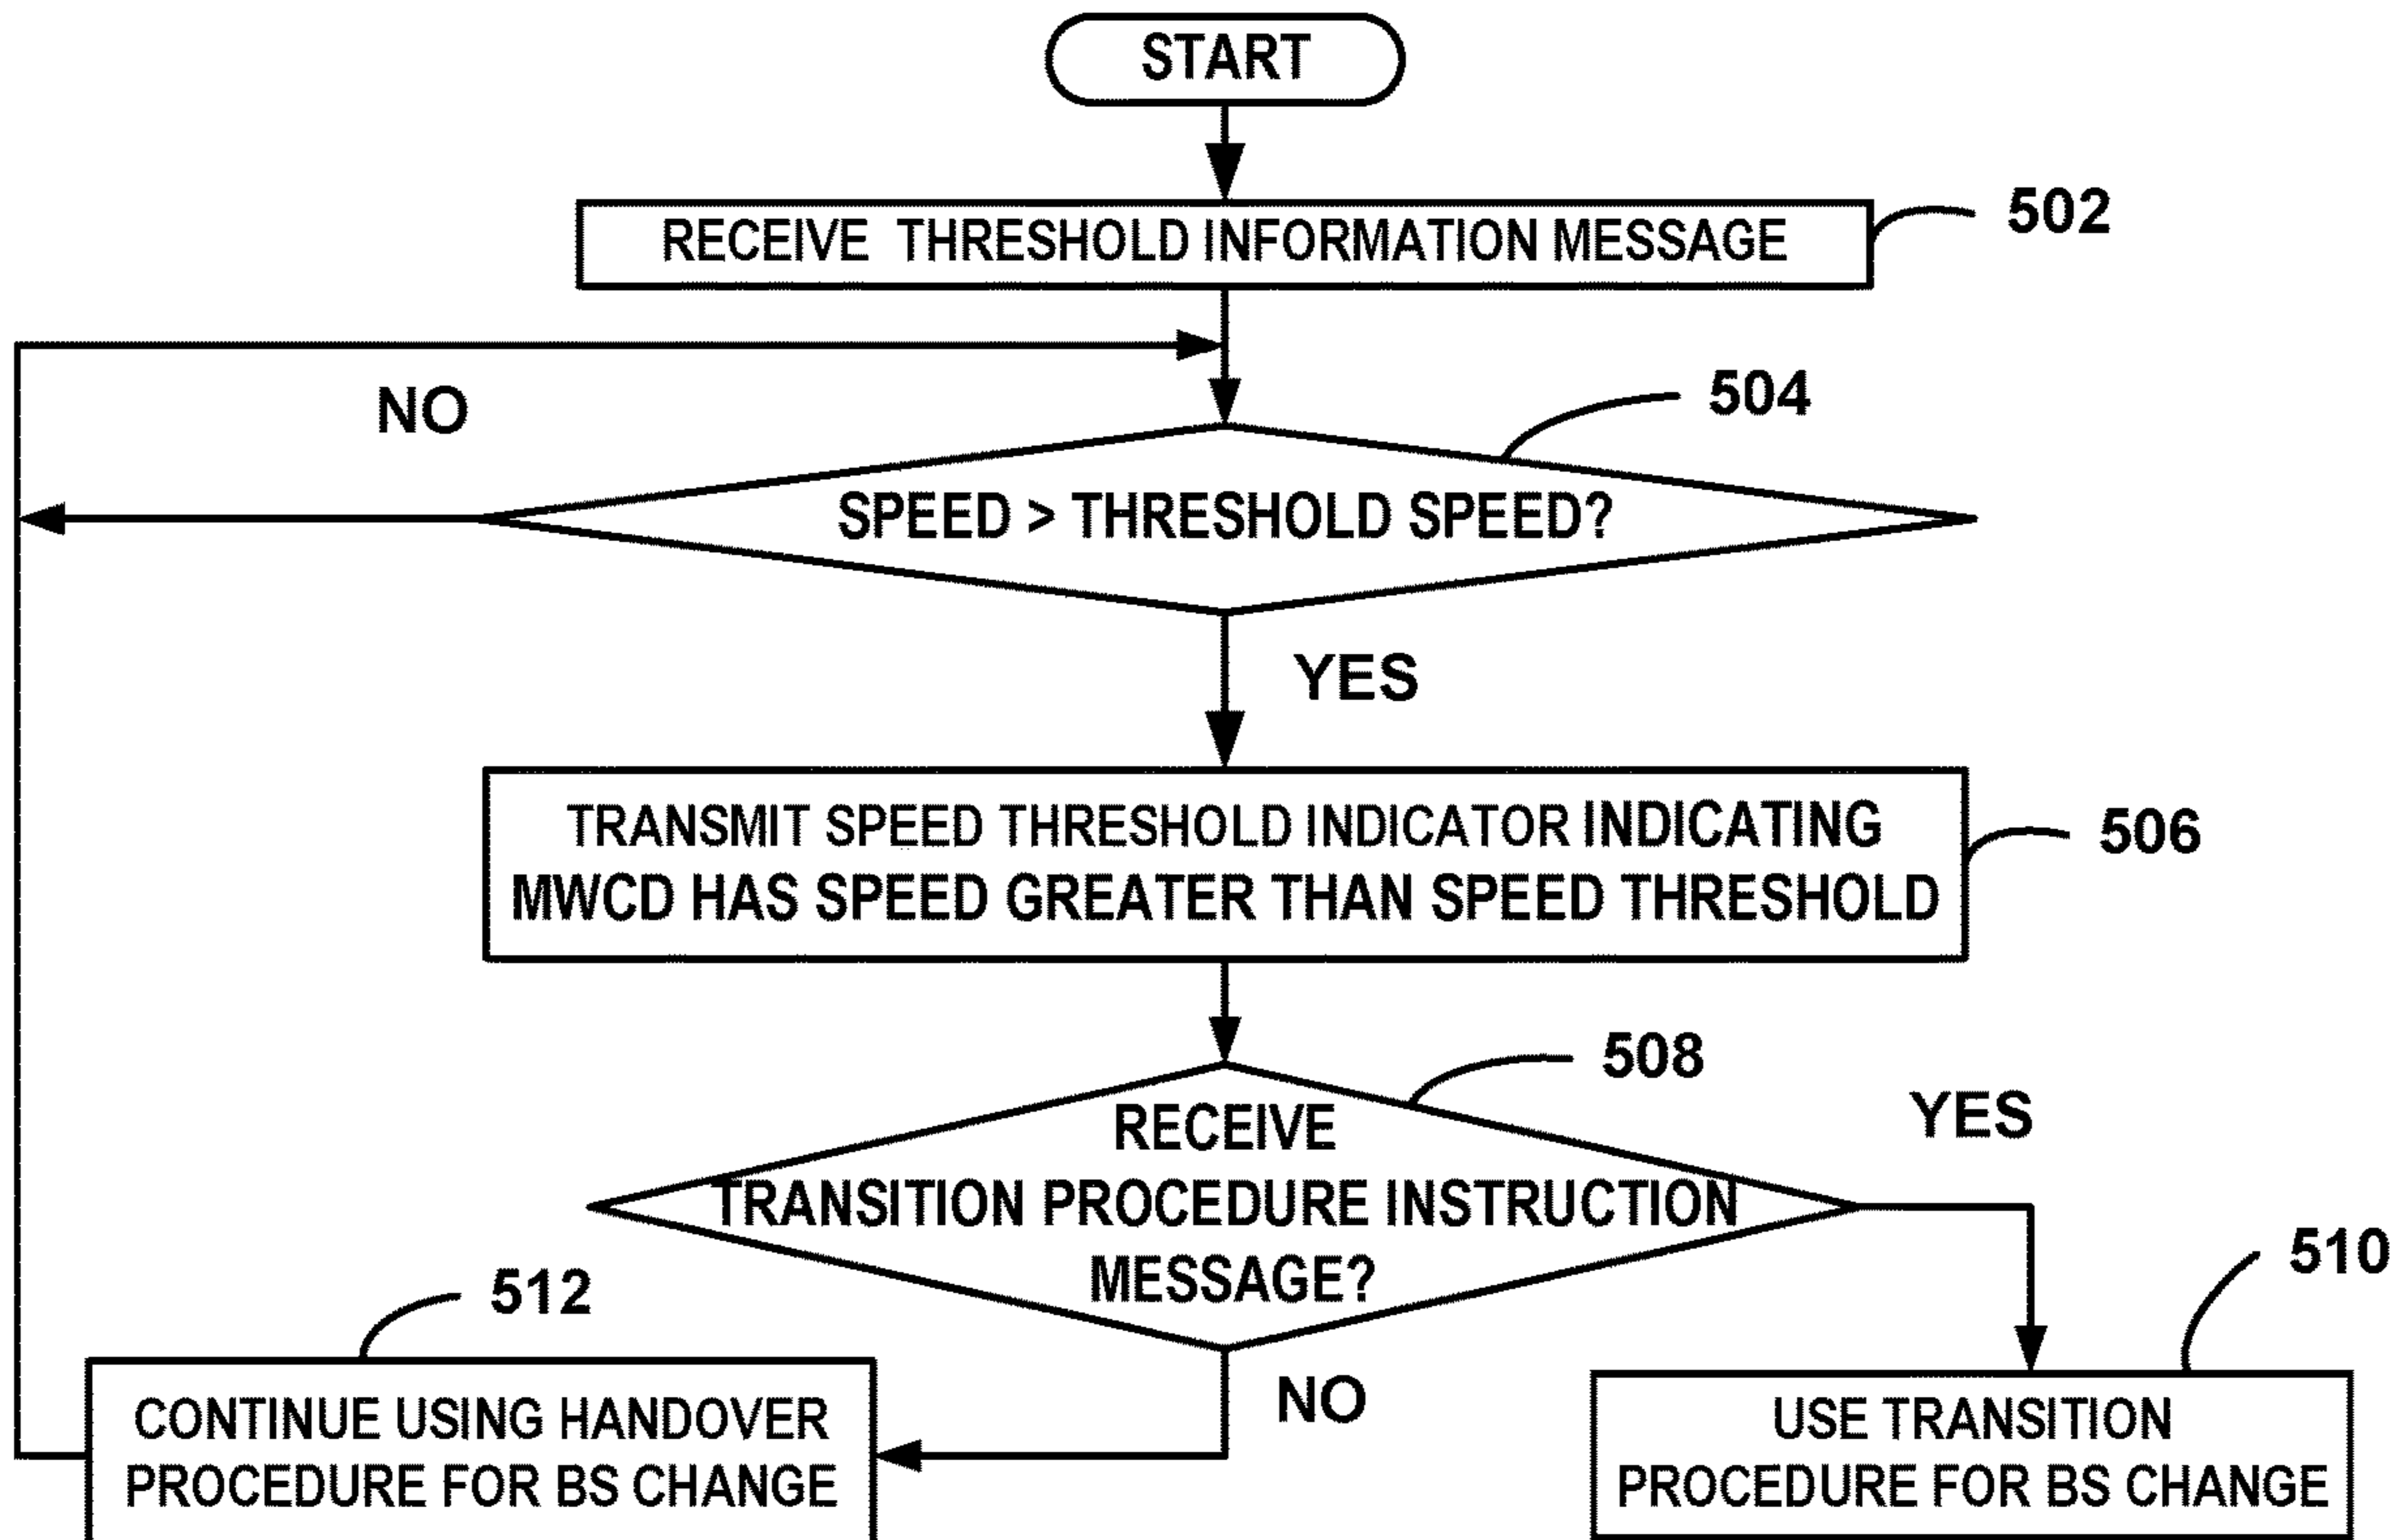 START
RECEIVE THRESHOLD INFORMATION MESSAGE
502
NO
504
SPEED > THRESHOLD SPEED?
YES
TRANSMIT SPEED THRESHOLD INDICATOR INDICATING
MWCD HAS SPEED GREATER THAN SPEED THRESHOLD
506
508
RECEIVE
TRANSITION PROCEDURE INSTRUCTION
MESSAGE?
YES
510
512
NO
CONTINUE USING HANDOVER
PROCEDURE FOR BS CHANGE
USE TRANSITION
PROCEDURE FOR BS CHANGE